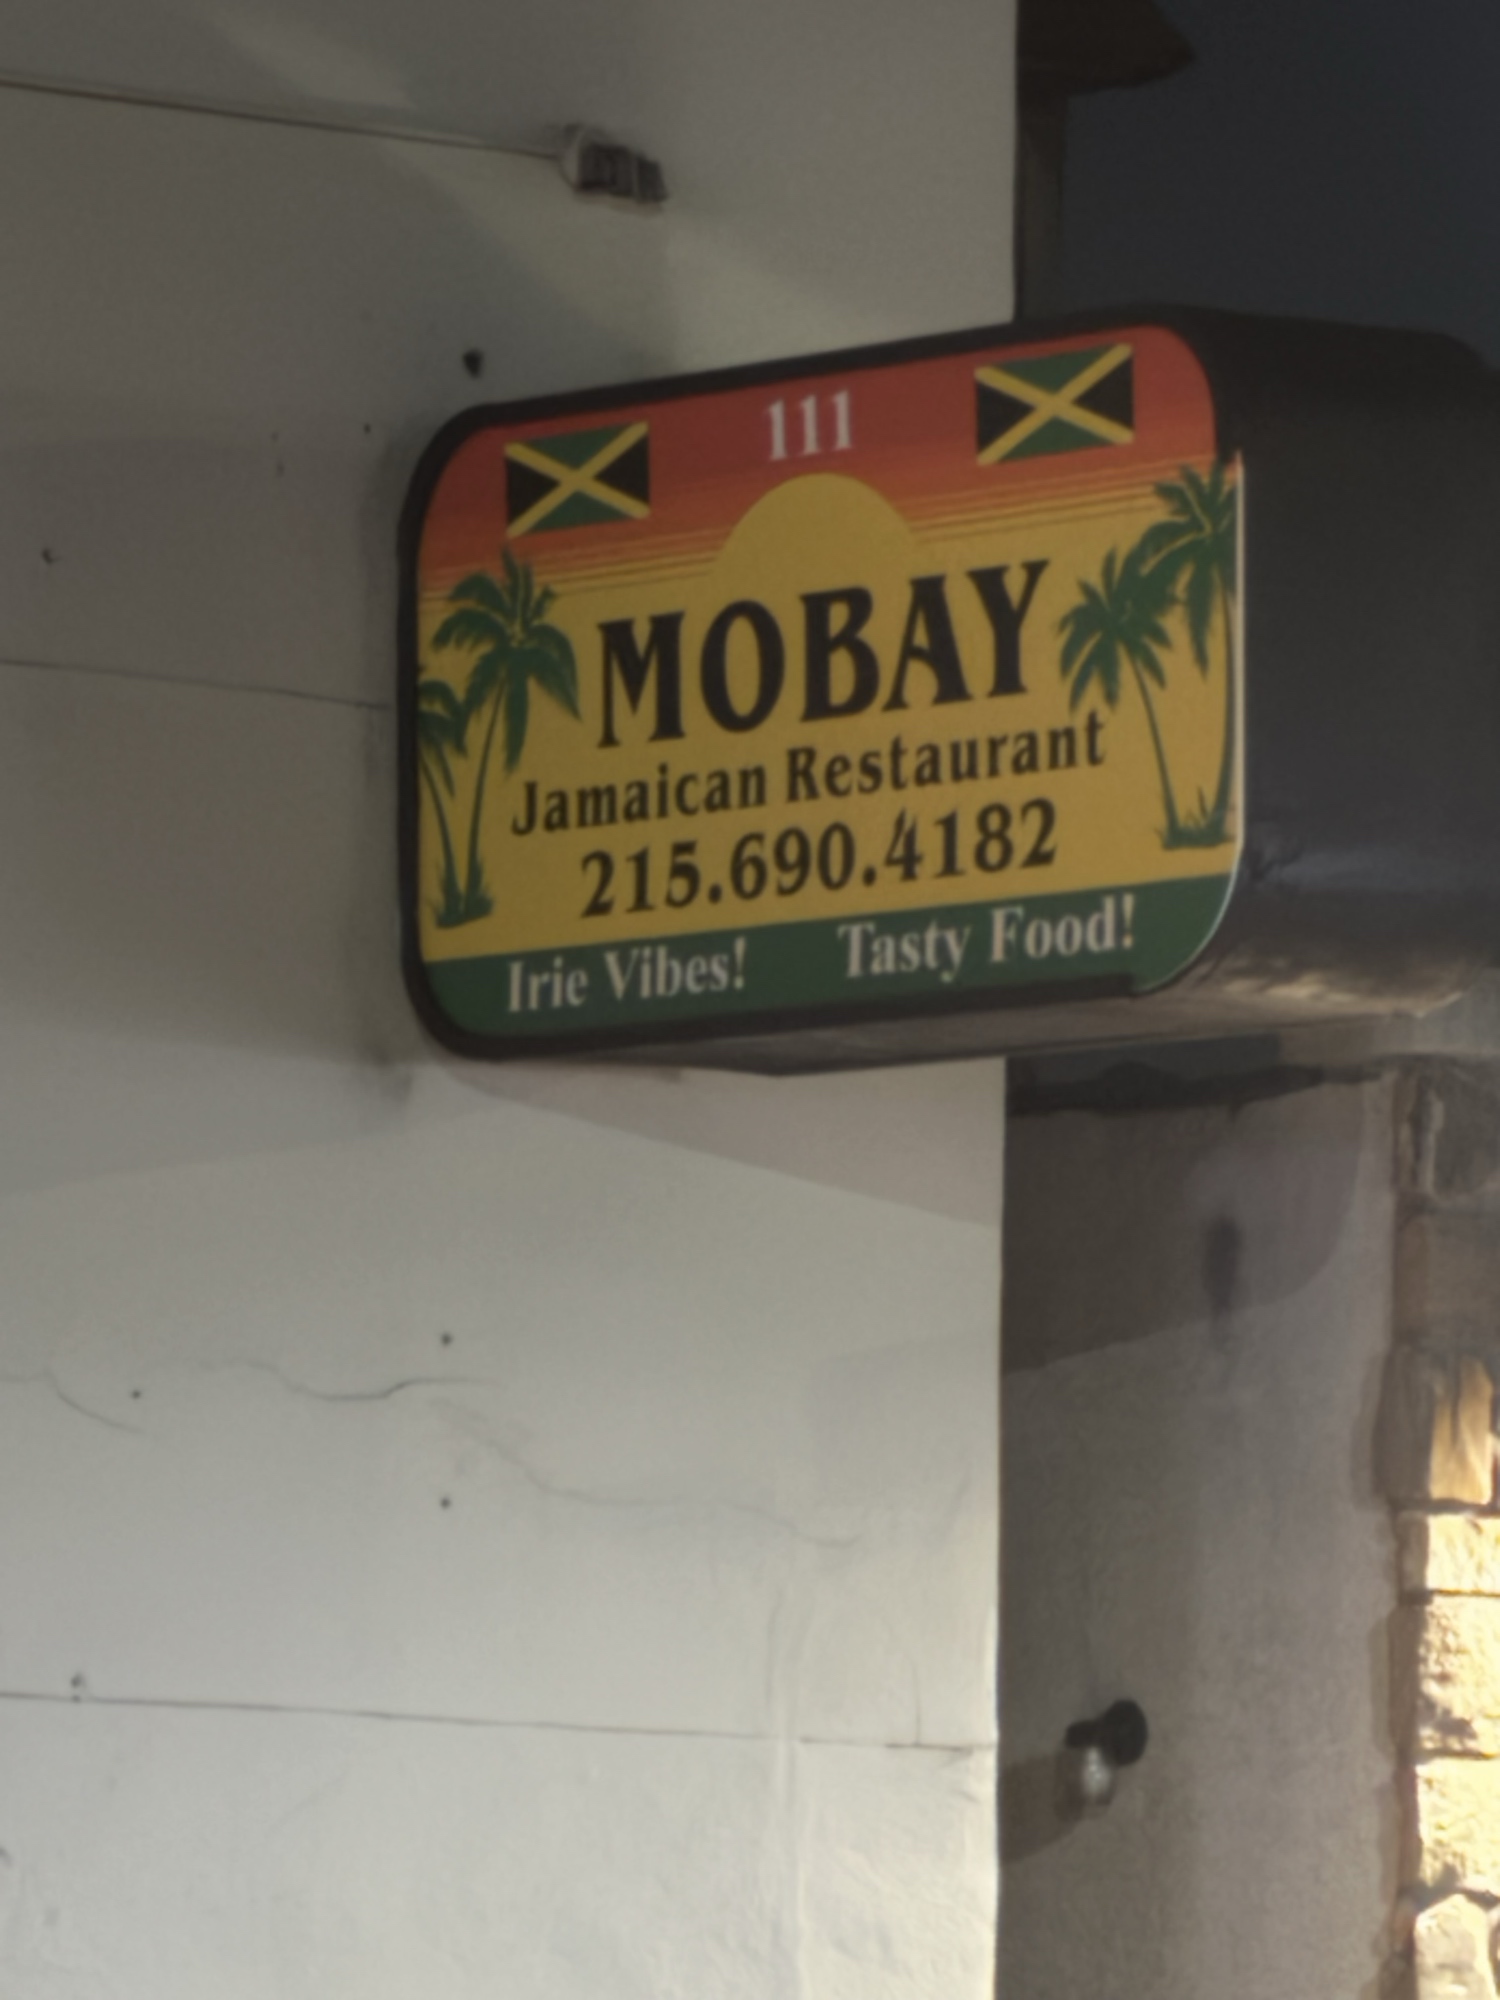 111
MOBAY
Jamaican Restaurant
215.690.4182
Irie Vibes! Tasty Food!